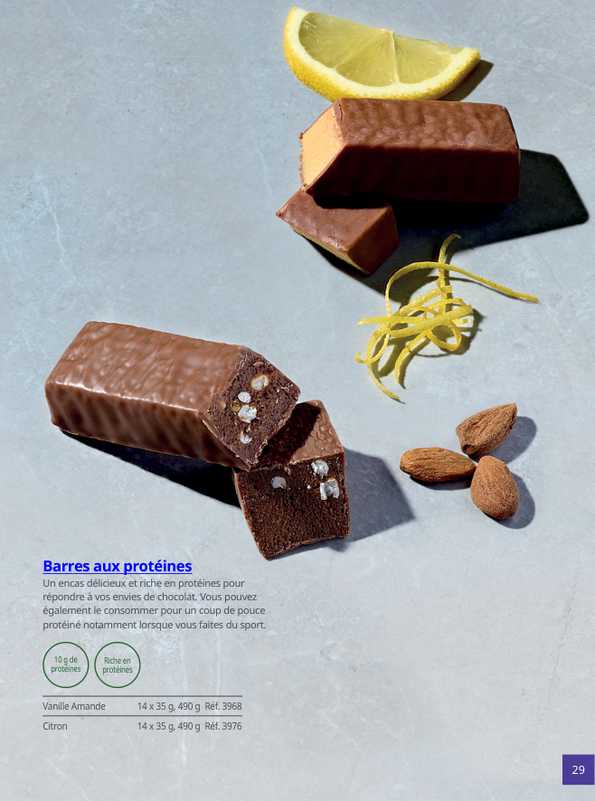 Barres aux protéines
Un encas délicieux et riche en protéines pour
répondre à vos envies de chocolat. Vous pouvez
également le consommer pour un coup de pouce
protéiné notamment lorsque vous faites du sport.
10 g de
protéines
Riche en
protéines
Vanille Amande 14 x 35 g, 490 g Réf. 3968
Citron 14 x 35 g, 490 g Réf. 3976
29